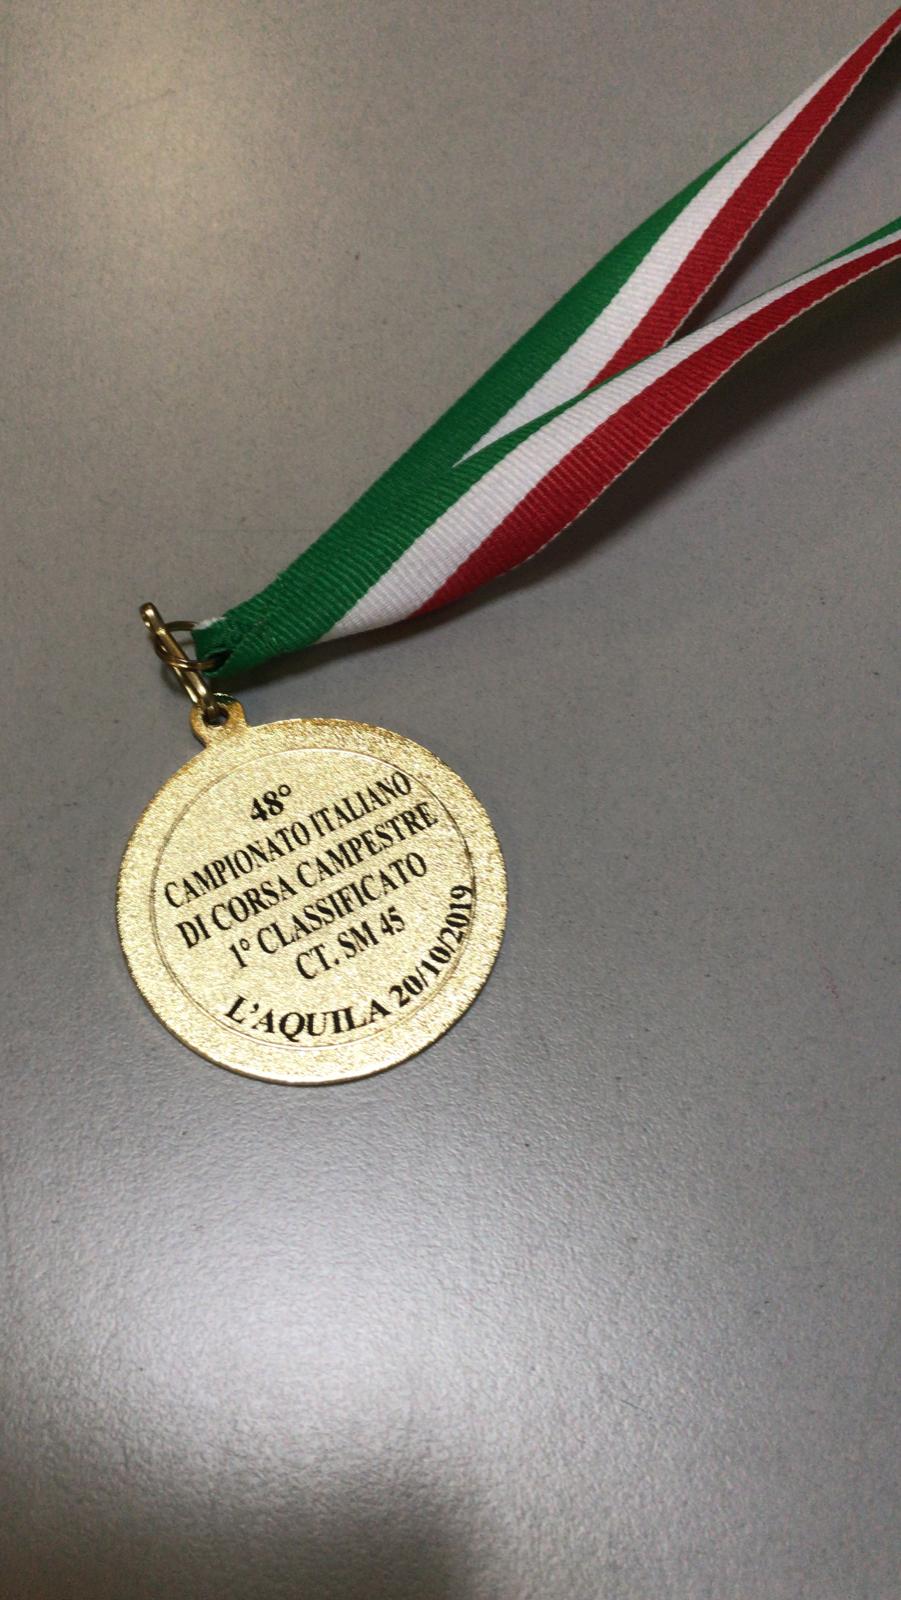 48°
CAMPIONATO ITALIANO
DI CORSA CAMPESTRE
1° CLASSIFICATO
CT. SM 45
L'AQUILA 20/10/2019